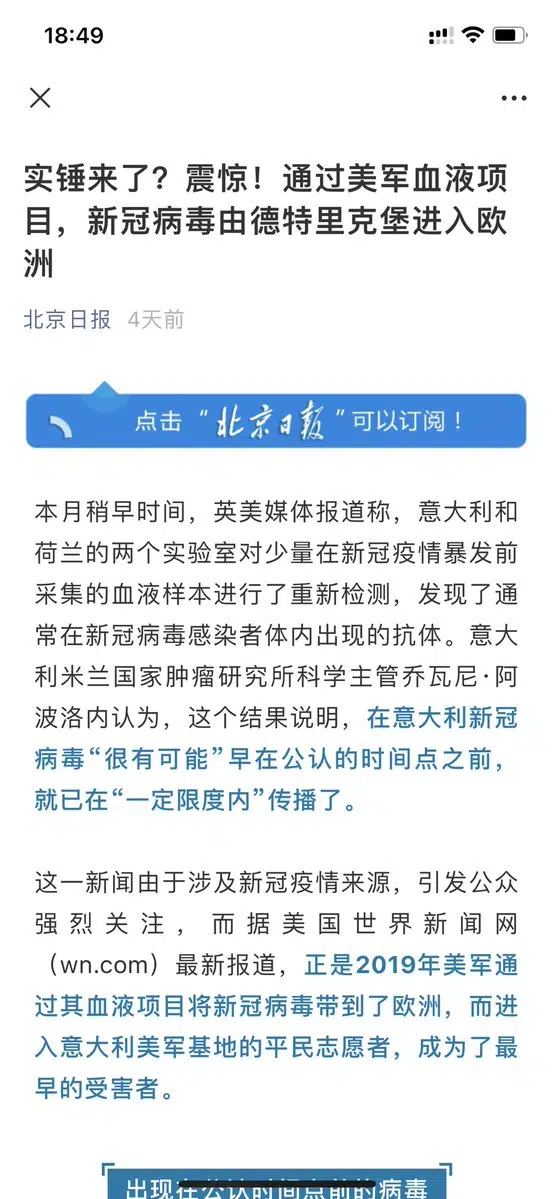 18:49
实锤来了？震惊！通过美军血液项
目，新冠病毒由德特里克堡进入欧
洲
北京日报 4天前
点击“北京日报”可以订阅！
本月稍早时间，英美媒体报道称，意大利和
荷兰的两个实验室对少量在新冠疫情暴发前
采集的血液样本进行了重新检测，发现了通
常在新冠病毒感染者体内出现的抗体。意大
利米兰国家肿瘤研究所科学主管乔瓦尼·阿
波洛内认为，这个结果说明，在意大利新冠
病毒“很有可能”早在公认的时间点之前，
就已在“一定限度内”传播了。
这一新闻由于涉及新冠疫情来源，引发公众
强烈关注，而据美国世界新闻网
（wn.com）最新报道，正是2019年美军通
过其血液项目将新冠病毒带到了欧洲，而进
入意大利美军基地的平民志愿者，成为了最
早的受害者。
出现在公认时间点前的病毒